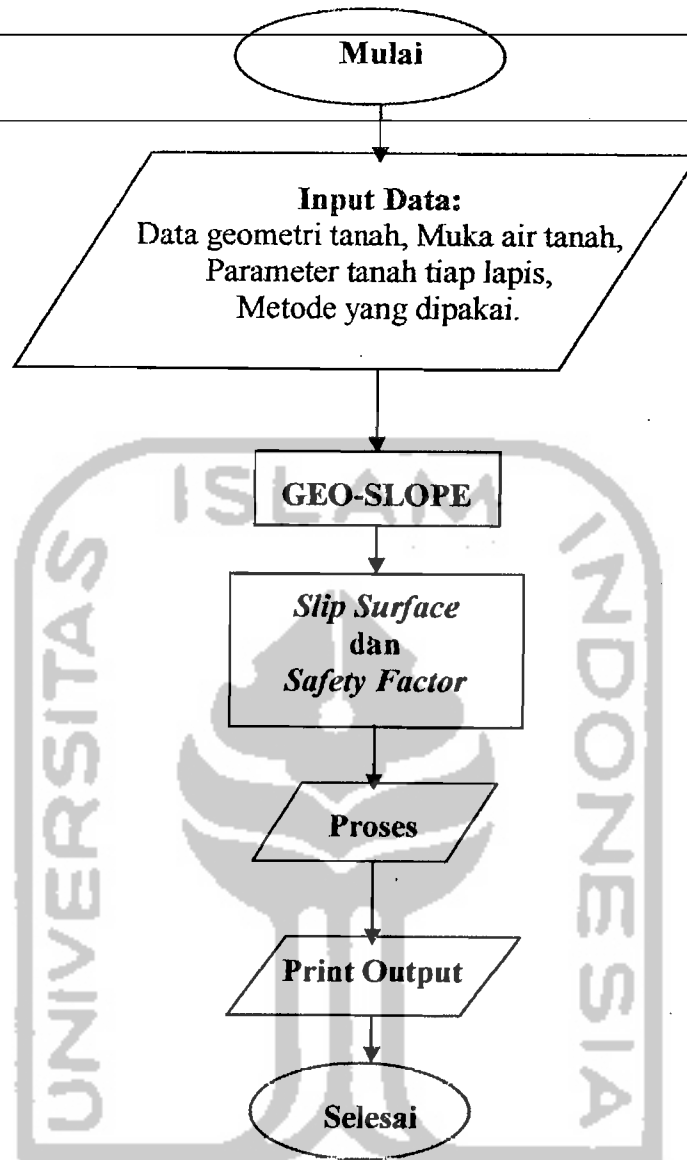 Mulai
Input Data:
Data geometri tanah, Muka air tanah,
Parameter tanah tiap lapis,
Metode yang dipakai.
GEO-SLOPE
Slip Surface
dan
Safety Factor
Proses
Print Output
Selesai
UNIVERSITAS
ISLAM
INDONESIA